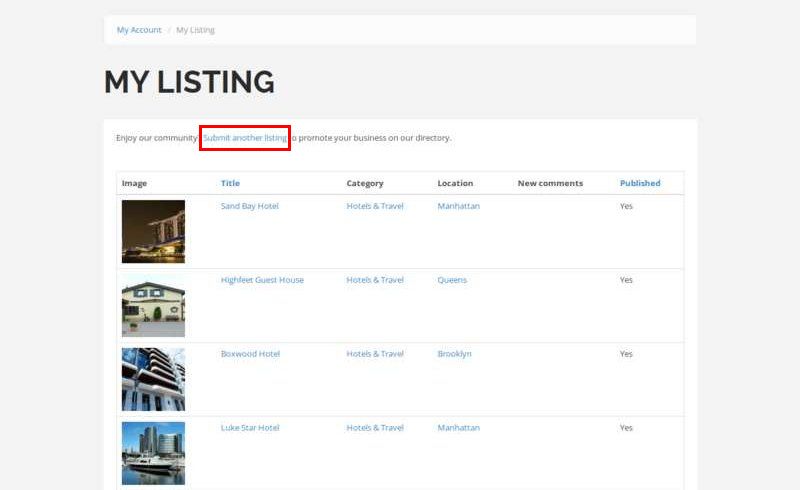 My Account / My Listing
MY LISTING
Enjoy our community! Submit another listing to promote your business on our directory.
Image Title Category Location New comments Published
Sand Bay Hotel Hotels & Travel Manhattan Yes
Highfeet Guest House Hotels & Travel Queens Yes
Boxwood Hotel Hotels & Travel Brooklyn Yes
Luke Star Hotel Hotels & Travel Manhattan Yes